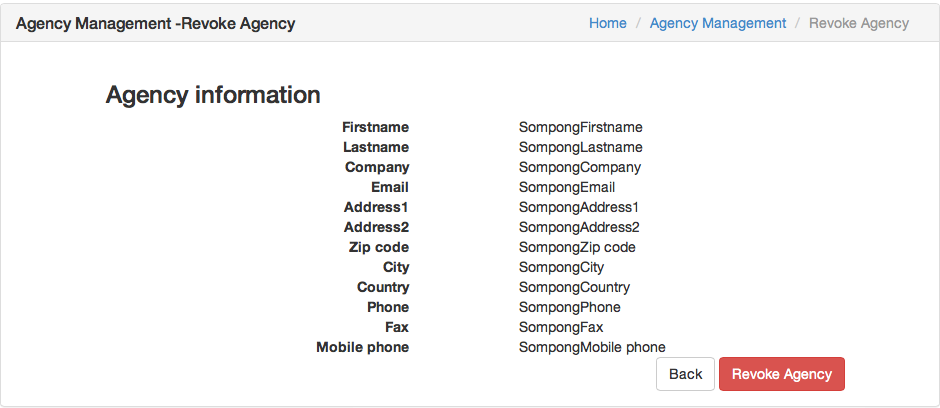 Agency Management -Revoke Agency Home / Agency Management / Revoke Agency
Agency information
Firstname SompongFirstname
Lastname SompongLastname
Company SompongCompany
Email SompongEmail
Address1 SompongAddress1
Address2 SompongAddress2
Zip code SompongZip code
City SompongCity
Country SompongCountry
Phone SompongPhone
Fax SompongFax
Mobile phone SompongMobile phone
Back Revoke Agency